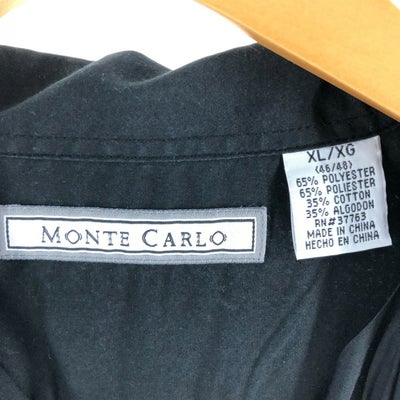 MONTE CARLO
XL/XG
(46/48)
65% POLYESTER
65% POLIESTER
35% COTTON
35% ALGODON
RN#37763
MADE IN CHINA
HECHO EN CHINA